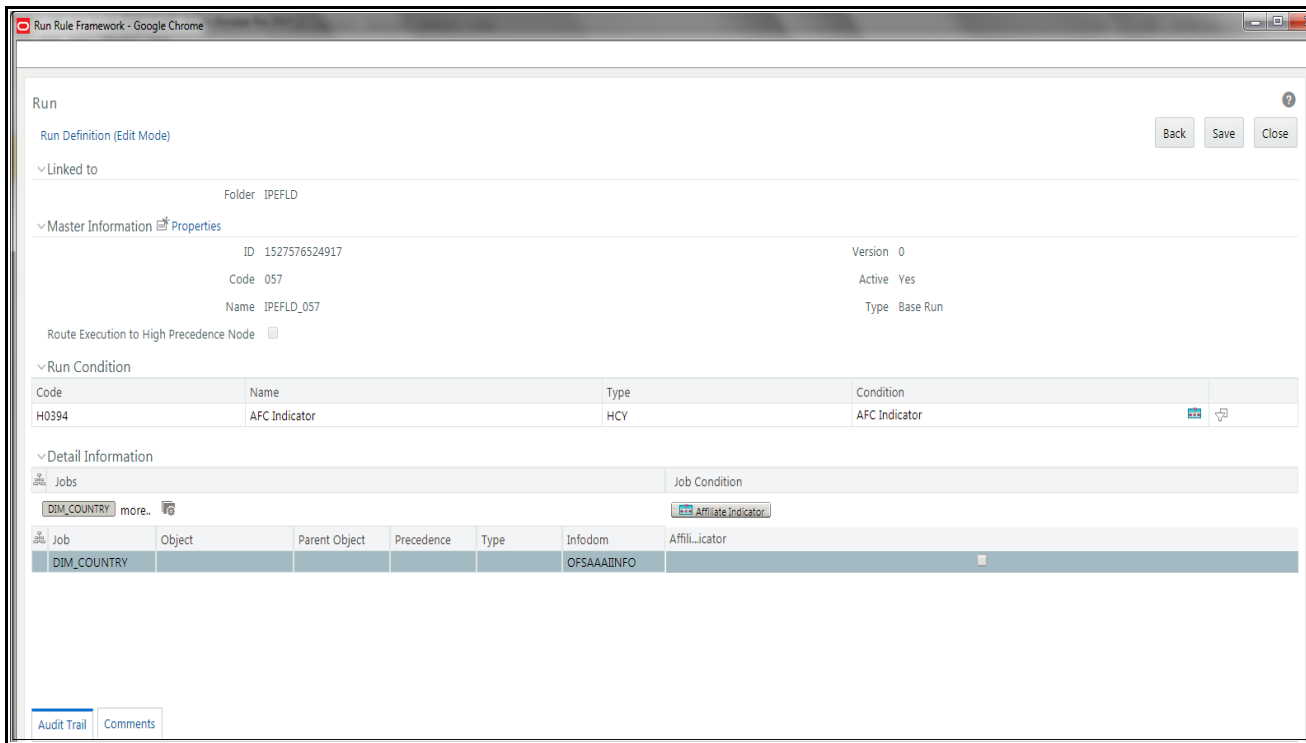 Run Rule Framework - Google Chrome
Run
Run Definition (Edit Mode)
Back Save Close
Linked to
Folder IPEFLD
Master Information Properties
ID 1527576524917 Version 0
Code 057 Active Yes
Name IPEFLD_057 Type Base Run
Route Execution to High Precedence Node
Run Condition
Code Name Type Condition
H0394 AFC Indicator HCY AFC Indicator
Detail Information
Jobs Job Condition
DIM_COUNTRY more.. Affiliate Indicator
Job Object Parent Object Precedence Type Infodom Affili...icator
DIM_COUNTRY OFSAAAIINFO
Audit Trail Comments